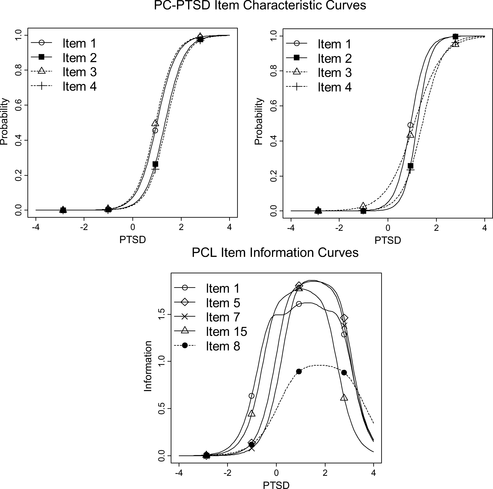 PC-PTSD Item Characteristic Curves
Item 1
Item 2
Item 3
Item 4
Probability
0.0 0.2 0.4 0.6 0.8 1.0
-4 -2 0 2 4
PTSD
Item 1
Item 2
Item 3
Item 4
Probability
0.0 0.2 0.4 0.6 0.8 1.0
-4 -2 0 2 4
PTSD
PCL Item Information Curves
Item 1
Item 5
Item 7
Item 15
Item 8
Information
0.0 0.5 1.0 1.5
-4 -2 0 2 4
PTSD